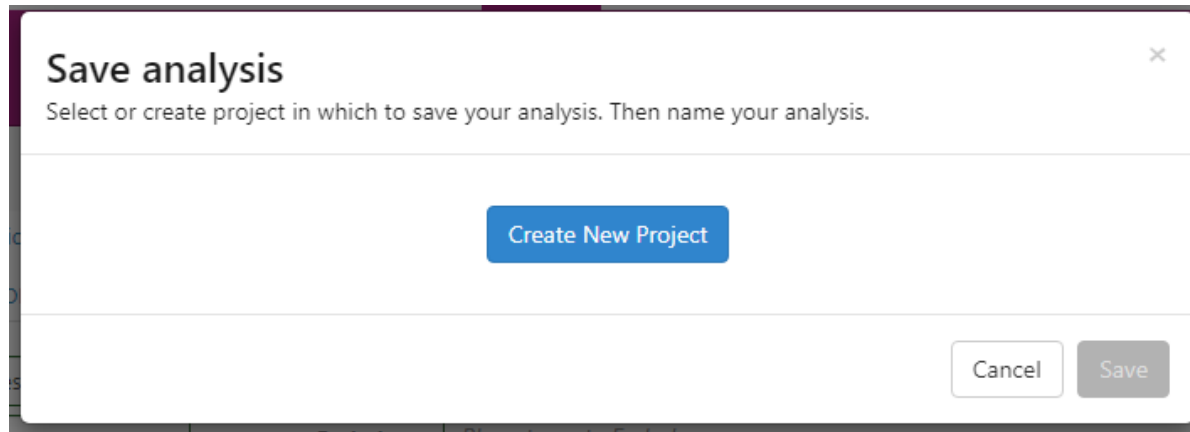 Save analysis
×
Select or create project in which to save your analysis. Then name your analysis.
Create New Project
Cancel
Save